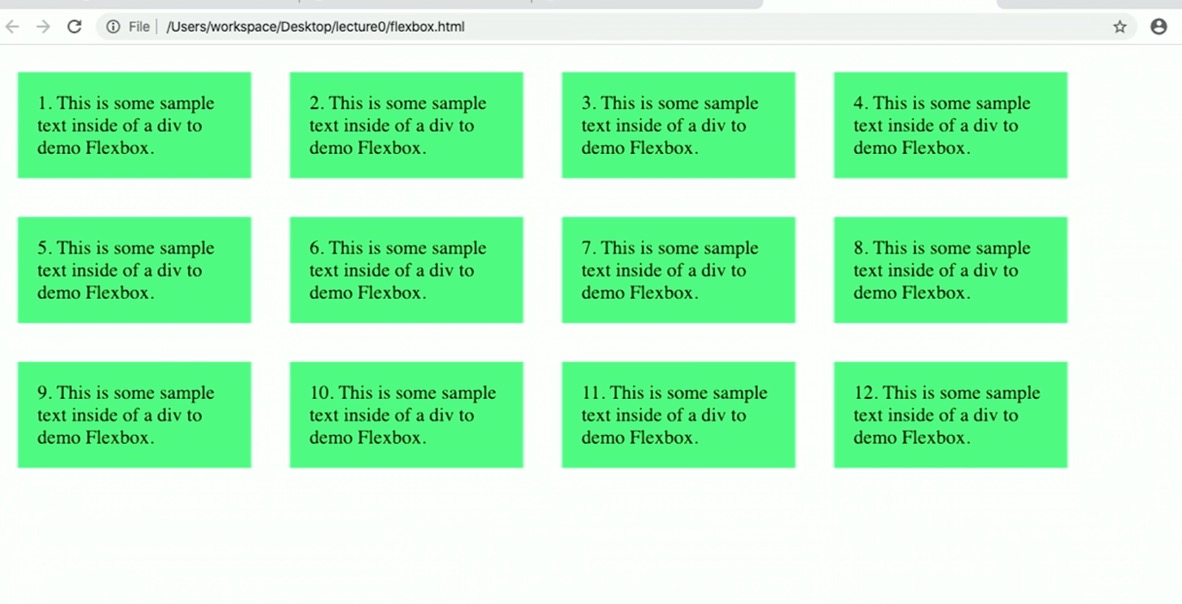 File /Users/workspace/Desktop/lecture0/flexbox.html
1. This is some sample
text inside of a div to
demo Flexbox.
2. This is some sample
text inside of a div to
demo Flexbox.
3. This is some sample
text inside of a div to
demo Flexbox.
4. This is some sample
text inside of a div to
demo Flexbox.
5. This is some sample
text inside of a div to
demo Flexbox.
6. This is some sample
text inside of a div to
demo Flexbox.
7. This is some sample
text inside of a div to
demo Flexbox.
8. This is some sample
text inside of a div to
demo Flexbox.
9. This is some sample
text inside of a div to
demo Flexbox.
10. This is some sample
text inside of a div to
demo Flexbox.
11. This is some sample
text inside of a div to
demo Flexbox.
12. This is some sample
text inside of a div to
demo Flexbox.